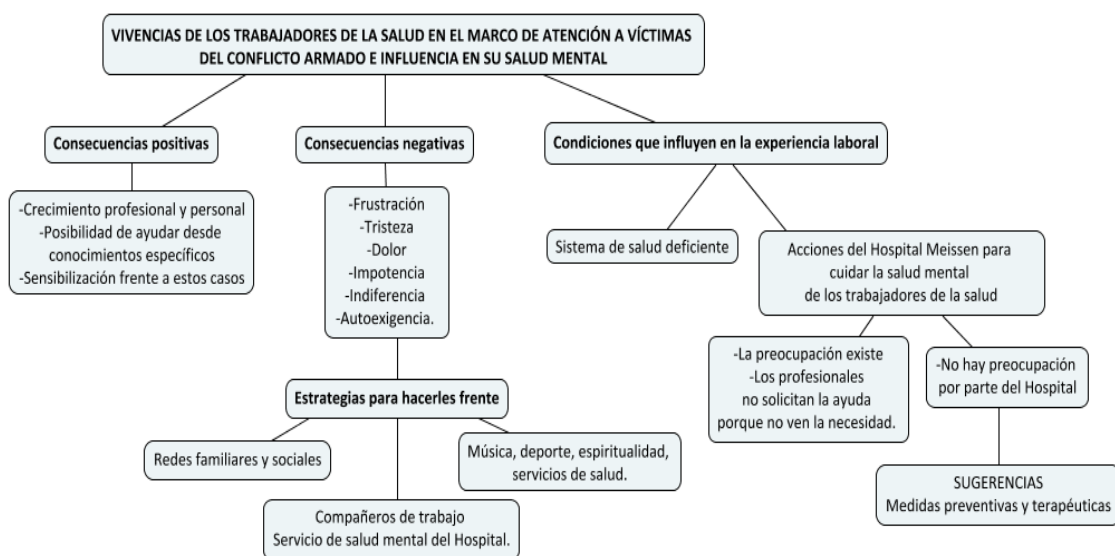 VIVENCIAS DE LOS TRABAJADORES DE LA SALUD EN EL MARCO DE ATENCIÓN A VÍCTIMAS
DEL CONFLICTO ARMADO E INFLUENCIA EN SU SALUD MENTAL
Consecuencias positivas
-Crecimiento profesional y personal
-Posibilidad de ayudar desde
conocimientos específicos
-Sensibilización frente a estos casos
Consecuencias negativas
-Frustración
-Tristeza
-Dolor
-Impotencia
-Indiferencia
-Autoexigencia.
Estrategias para hacerles frente
Redes familiares y sociales
Compañeros de trabajo
Servicio de salud mental del Hospital.
Música, deporte, espiritualidad,
servicios de salud.
Condiciones que influyen en la experiencia laboral
Sistema de salud deficiente
Acciones del Hospital Meissen para
cuidar la salud mental
de los trabajadores de la salud
-La preocupación existe
-Los profesionales
no solicitan la ayuda
porque no ven la necesidad.
-No hay preocupación
por parte del Hospital
SUGERENCIAS
Medidas preventivas y terapéuticas